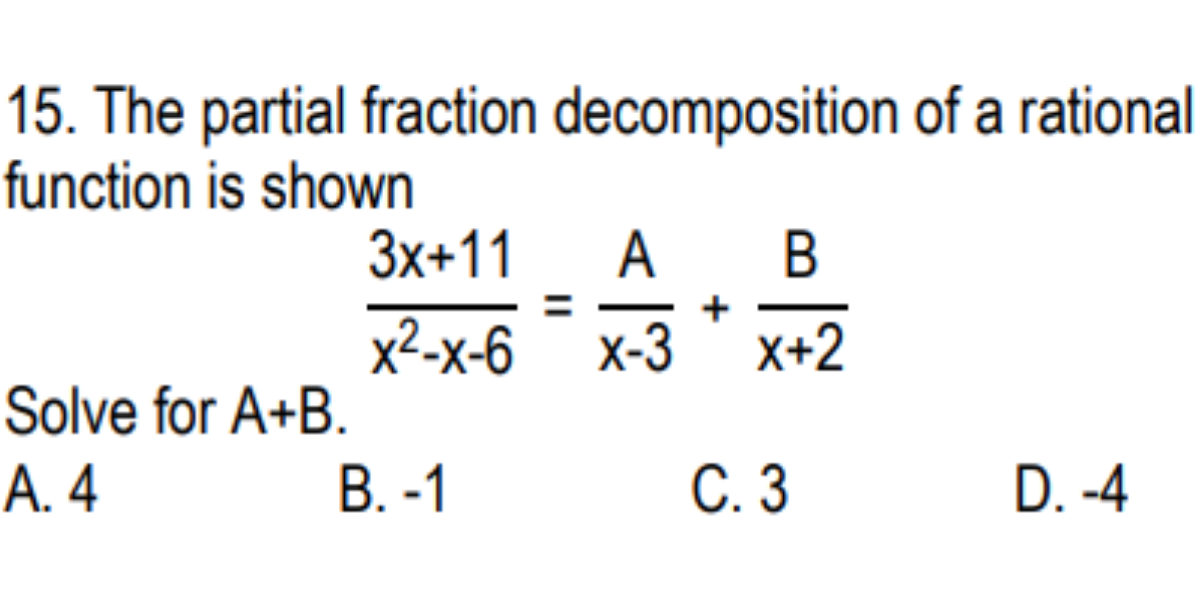 15. The partial fraction decomposition of a rational
function is shown
3x+11 A B
= +
x²-x-6 x-3 x+2
Solve for A+B.
A. 4 B. -1 C. 3 D. -4